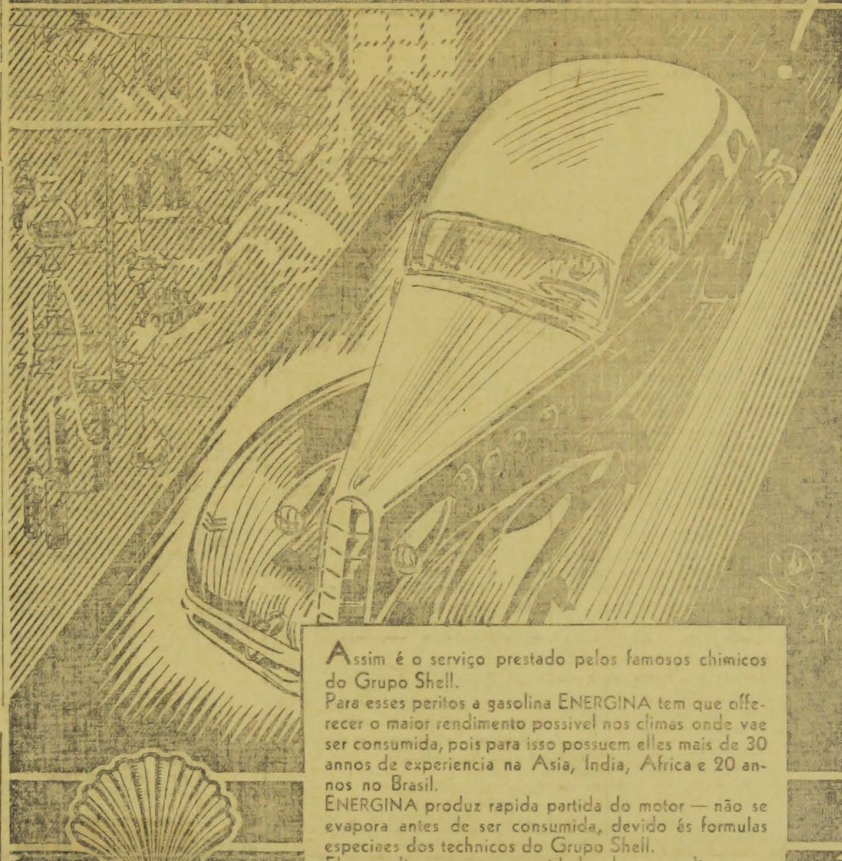 !
Assim é o serviço prestado pelos famosos chimicos
do Grupo Shell.
Para esses peritos a gasolina ENERGINA tem que offe-
recer o maior rendimento possivel nos climas onde vae
ser consumida, pois para isso possuem elles mais de 30
annos de experiencia na Asia, India, Africa e 20 an-
nos no Brasil.
ENERGINA produz rapida partida do motor — não se
evapora antes de ser consumida, devido ás formulas
especiaes dos technicos do Grupo Shell.